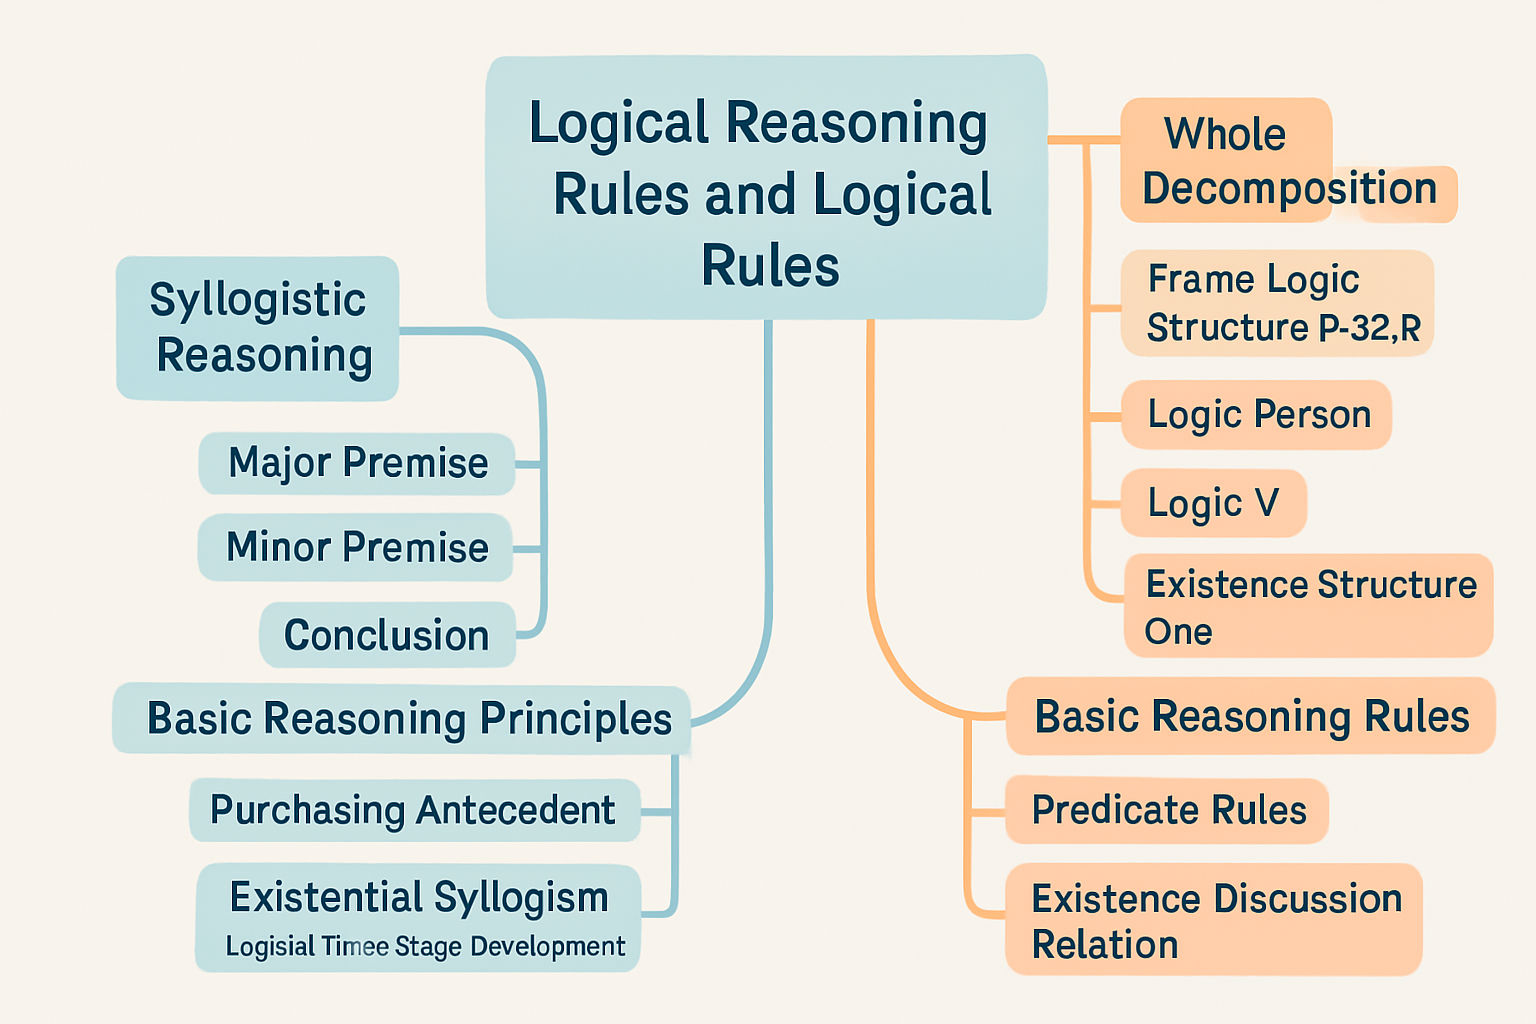 Logical Reasoning
Rules and Logical
Rules
Syllogistic
Reasoning
Major Premise
Minor Premise
Conclusion
Basic Reasoning Principles
Purchasing Antecedent
Existential Syllogism
Logisial Timee Stage Development
Whole
Decomposition
Frame Logic
Structure P-32,R
Logic Person
Logic V
Existence Structure
One
Basic Reasoning Rules
Predicate Rules
Existence Discussion
Relation